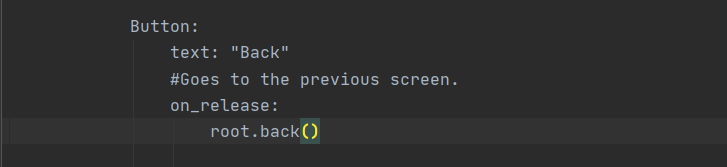 Button:
text: "Back"
#Goes to the previous screen.
on_release:
root.back()